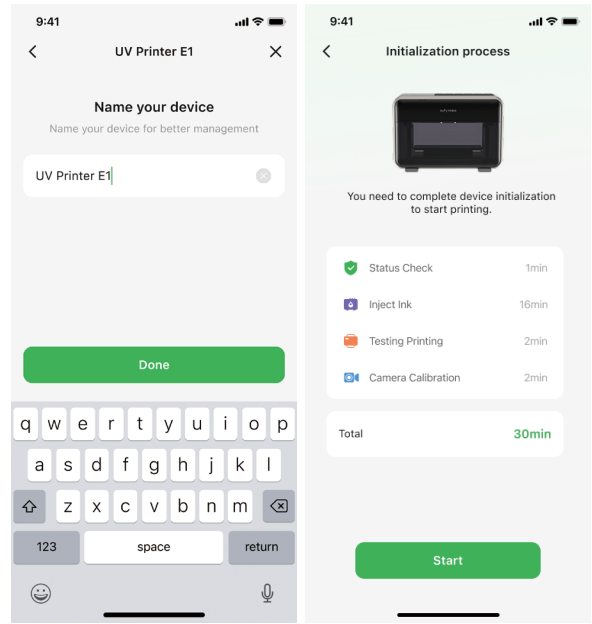 9:41
UV Printer E1
Name your device
Name your device for better management
UV Printer E1
Done
q w e r t y u i o p
a s d f g h j k l
z x c v b n m
123 space return
9:41
Initialization process
You need to complete device initialization
to start printing.
Status Check 1min
Inject Ink 16min
Testing Printing 2min
Camera Calibration 2min
Total 30min
Start